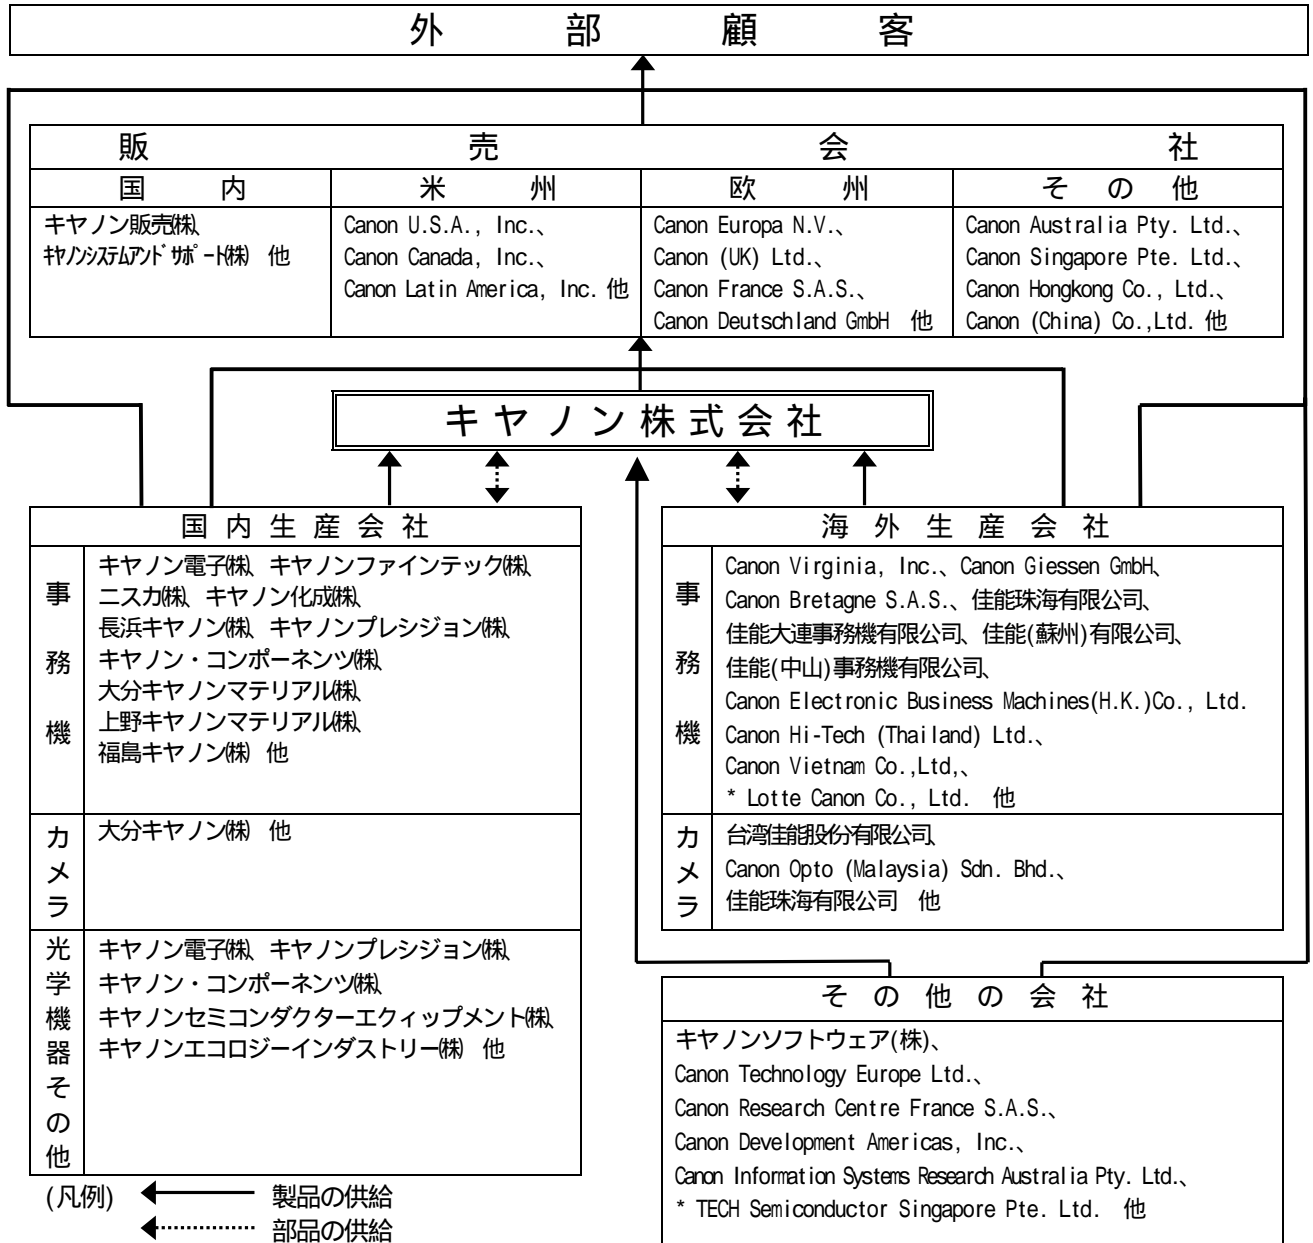 外部顧客
販売会社
国内 米州 欧州 その他
キヤノン販売㈱、
キヤノンシステムアンドサポート(株) 他
Canon U.S.A., Inc.、
Canon Canada, Inc.、
Canon Latin America, Inc. 他
Canon Europa N.V.、
Canon (UK) Ltd.、
Canon France S.A.S.、
Canon Deutschland GmbH 他
Canon Australia Pty. Ltd.、
Canon Singapore Pte. Ltd.、
Canon Hongkong Co., Ltd.、
Canon (China) Co.,Ltd. 他
キヤノン株式会社
国内生産会社
事務機
キヤノン電子㈱、キヤノンファインテック㈱、
ニスカ㈱、キヤノン化成㈱、
長浜キヤノン㈱、キヤノンプレシジョン㈱、
キヤノン・コンポーネンツ㈱、
大分キヤノンマテリアル㈱、
上野キヤノンマテリアル㈱、
福島キヤノン㈱ 他
カメラ
大分キヤノン㈱ 他
光学機器その他
キヤノン電子㈱、キヤノンプレシジョン㈱、
キヤノン・コンポーネンツ㈱、
キヤノンセミコンダクターエクィップメント㈱、
キヤノンエコロジーインダストリー㈱ 他
海外生産会社
事務機
Canon Virginia, Inc.、Canon Giessen GmbH、
Canon Bretagne S.A.S.、佳能珠海有限公司、
佳能大連事務機有限公司、佳能(蘇州)有限公司、
佳能(中山)事務機有限公司、
Canon Electronic Business Machines(H.K.)Co., Ltd.
Canon Hi-Tech (Thailand) Ltd.、
Canon Vietnam Co.,Ltd,、
* Lotte Canon Co., Ltd. 他
カメラ
台湾佳能股份有限公司、
Canon Opto (Malaysia) Sdn. Bhd.、
佳能珠海有限公司 他
その他の会社
キヤノンソフトウェア(株)、
Canon Technology Europe Ltd.、
Canon Research Centre France S.A.S.、
Canon Development Americas, Inc.、
Canon Information Systems Research Australia Pty. Ltd.、
* TECH Semiconductor Singapore Pte. Ltd. 他
(凡例) 製品の供給
部品の供給